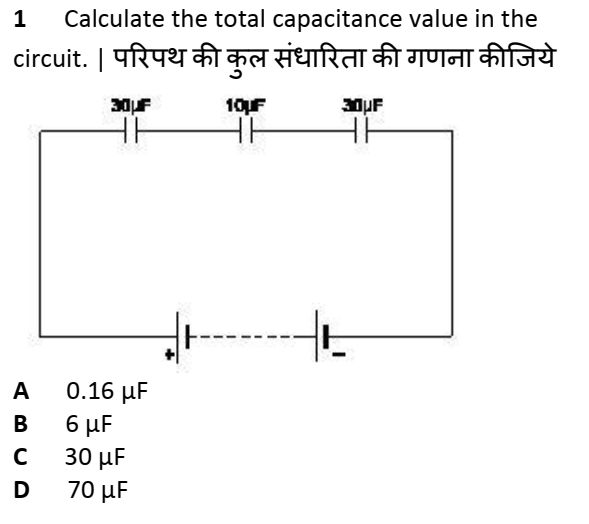 1 Calculate the total capacitance value in the
circuit. | परिपथ की कुल संधारिता की गणना कीजिये
30µF 10µF 30µF
+ -
A 0.16 µF
B 6 µF
C 30 µF
D 70 µF